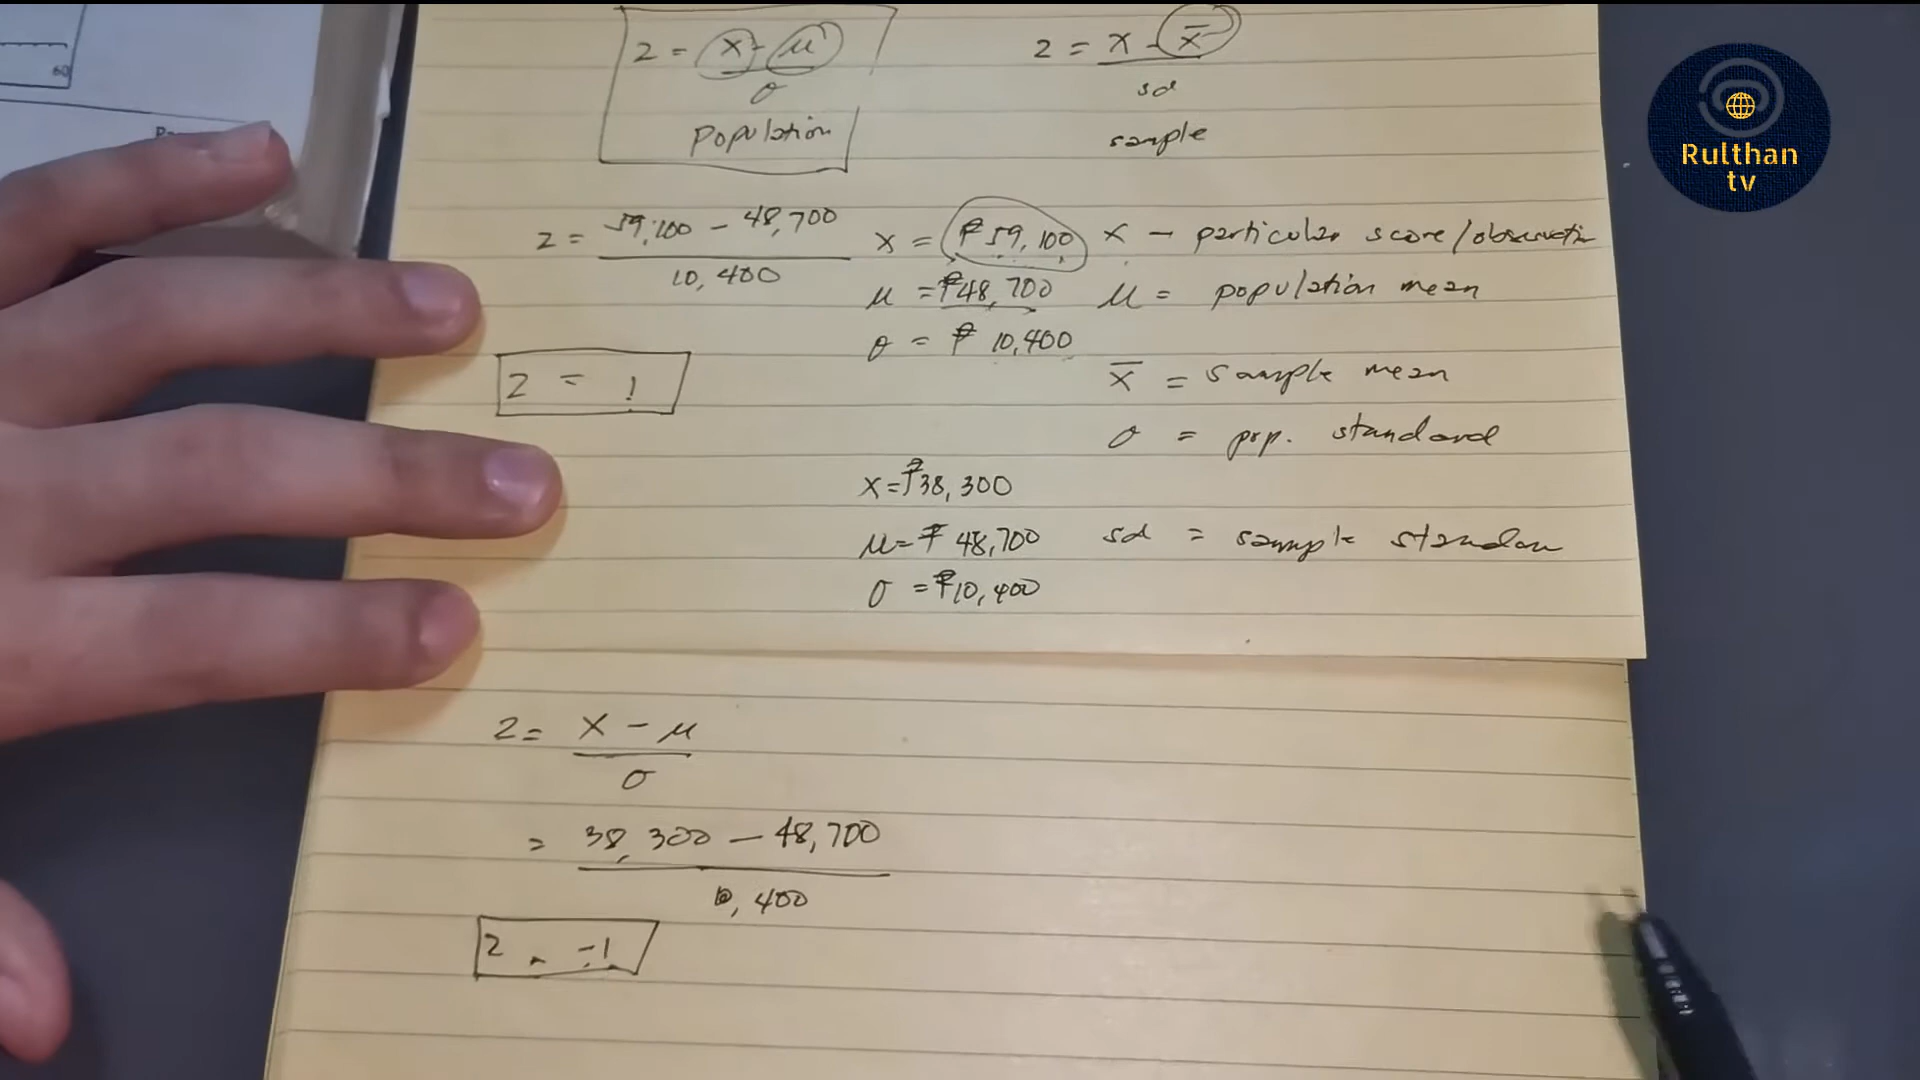 60
z = x - μ
σ
Population
z = x - x̄
sd
sample
Rulthan
tv
z = 59,100 - 48,700
10,400
x = ₱59,100
x - particular score/observation
μ = ₱48,700
μ = population mean
σ = ₱ 10,400
z = 1
x̄ = sample mean
σ = pop. standard
x = ₱38,300
μ = ₱ 48,700
sd = sample standar
σ = ₱10,400
z = x - μ
σ
= 38,300 - 48,700
10,400
z = -1